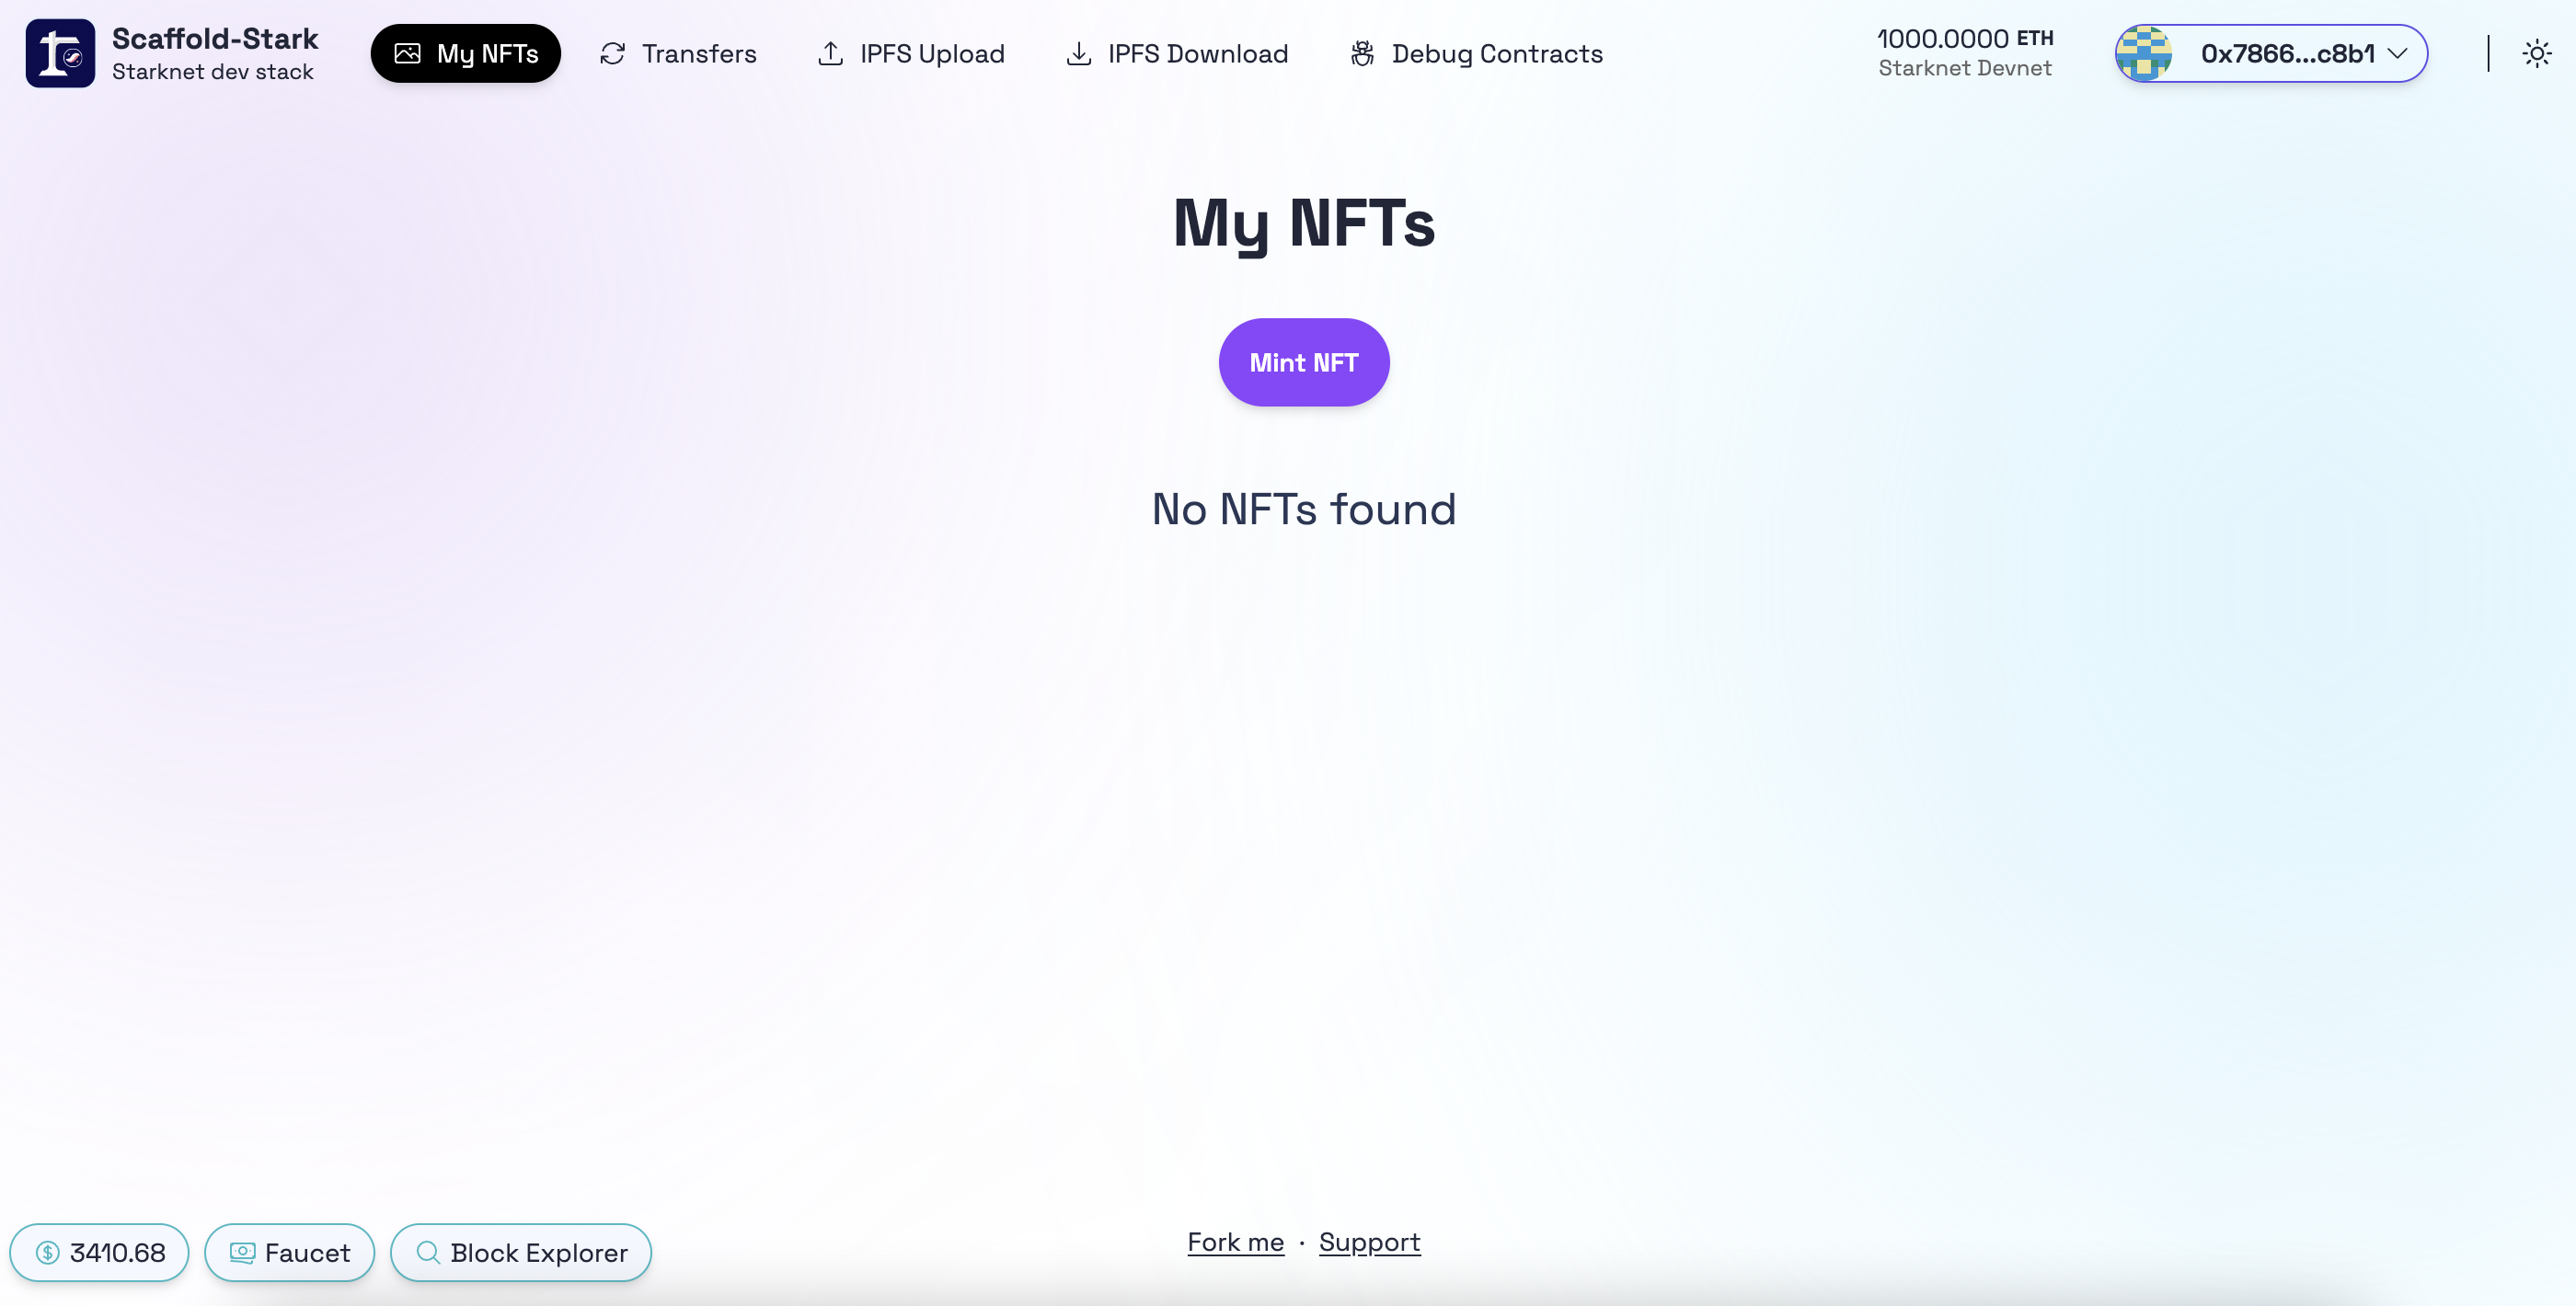 Scaffold-Stark
Starknet dev stack
My NFTs
Transfers
IPFS Upload
IPFS Download
Debug Contracts
1000.0000 ETH
Starknet Devnet
0x7866...c8b1
My NFTs
Mint NFT
No NFTs found
3410.68
Faucet
Block Explorer
Fork me · Support